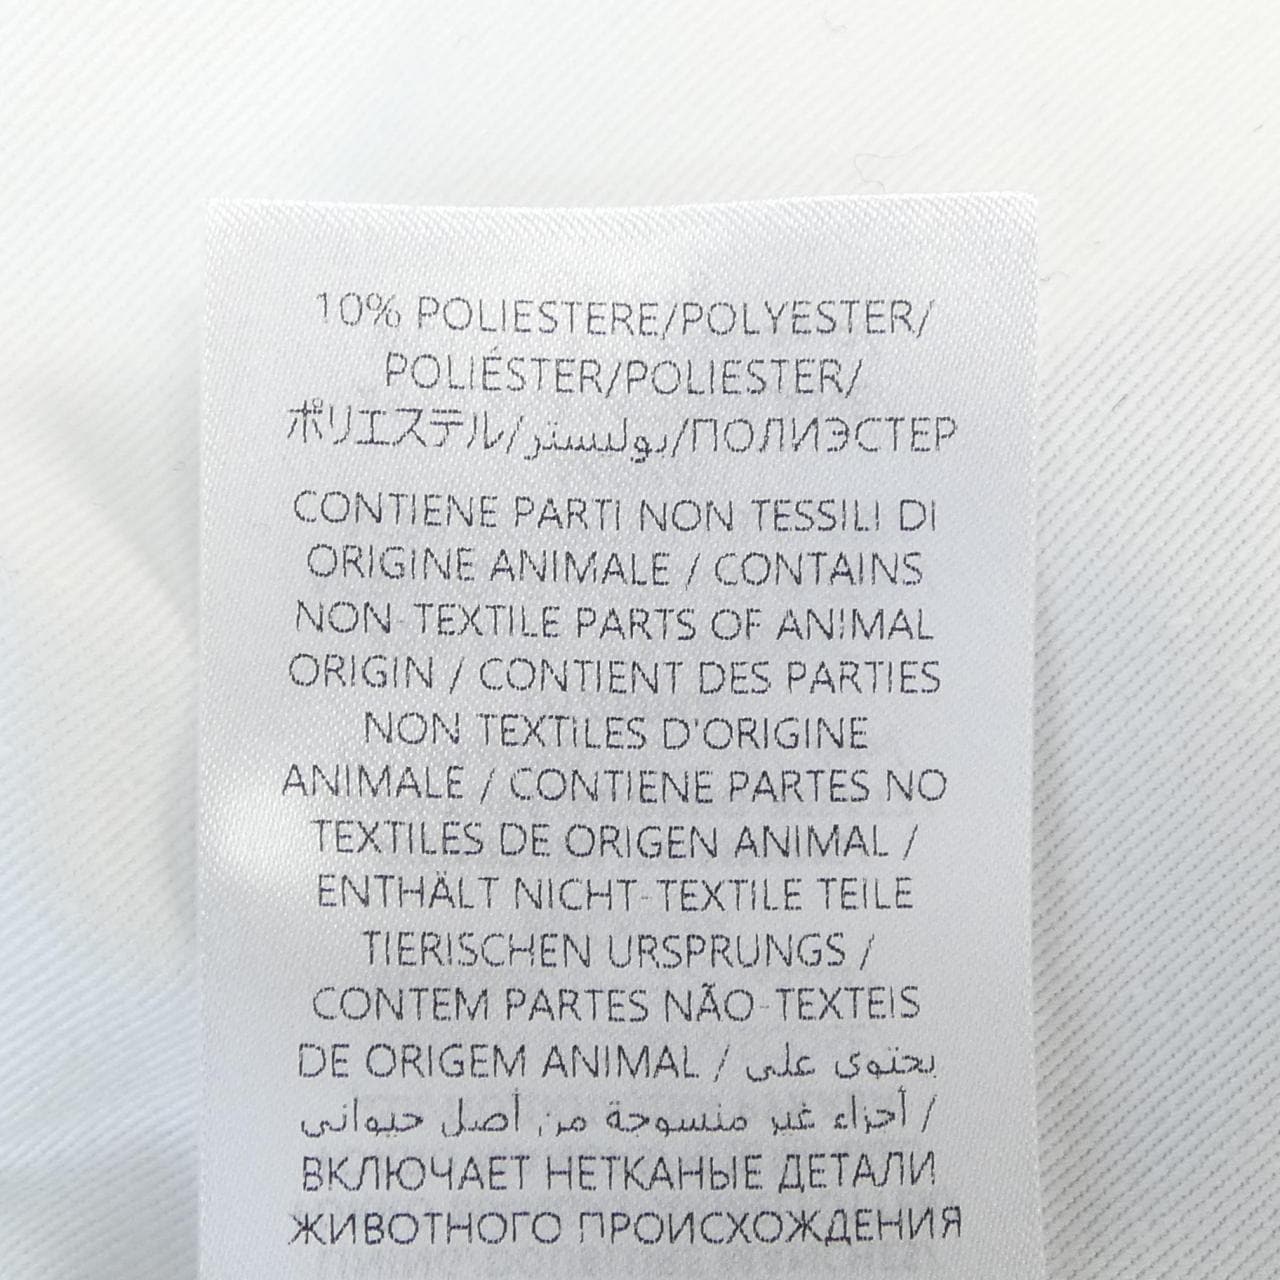 10% POLIESTERE/POLYESTER/
POLIÉSTER/POLIESTER/
ポリエステル/بوليستر/ПОЛИЭСТЕР
CONTIENE PARTI NON TESSILI DI
ORIGINE ANIMALE / CONTAINS
NON-TEXTILE PARTS OF ANIMAL
ORIGIN / CONTIENT DES PARTIES
NON TEXTILES D'ORIGINE
ANIMALE / CONTIENE PARTES NO
TEXTILES DE ORIGEN ANIMAL /
ENTHÄLT NICHT-TEXTILE TEILE
TIERISCHEN URSPRUNGS /
CONTEM PARTES NÃO-TEXTEIS
DE ORIGEM ANIMAL / يحتوى على
أجزاء غير منسوجة من أصل حيوانى /
ВКЛЮЧАЕТ НЕТКАНЫЕ ДЕТАЛИ
ЖИВОТНОГО ПРОИСХОЖДЕНИЯ